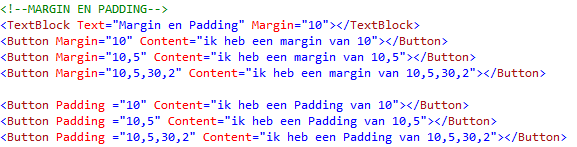 <!--MARGIN EN PADDING-->
<TextBlock Text="Margin en Padding" Margin="10"></TextBlock>
<Button Margin="10" Content="ik heb een margin van 10"></Button>
<Button Margin="10,5" Content="ik heb een margin van 10,5"></Button>
<Button Margin="10,5,30,2" Content="ik heb een margin van 10,5,30,2"></Button>
<Button Padding ="10" Content="ik heb een Padding van 10"></Button>
<Button Padding ="10,5" Content="ik heb een Padding van 10,5"></Button>
<Button Padding ="10,5,30,2" Content="ik heb een Padding van 10,5,30,2"></Button>